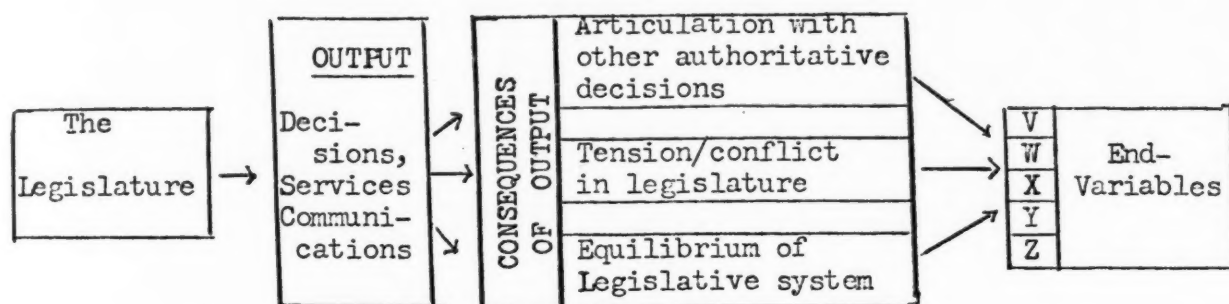 The
Legislature
OUTPUT
Deci-
sions,
Services
Communi-
cations
CONSEQUENCES
OF OUTPUT
Articulation with
other authoritative
decisions
Tension/conflict
in legislature
Equilibrium of
Legislative system
V
W
X
Y
Z
End-
Variables